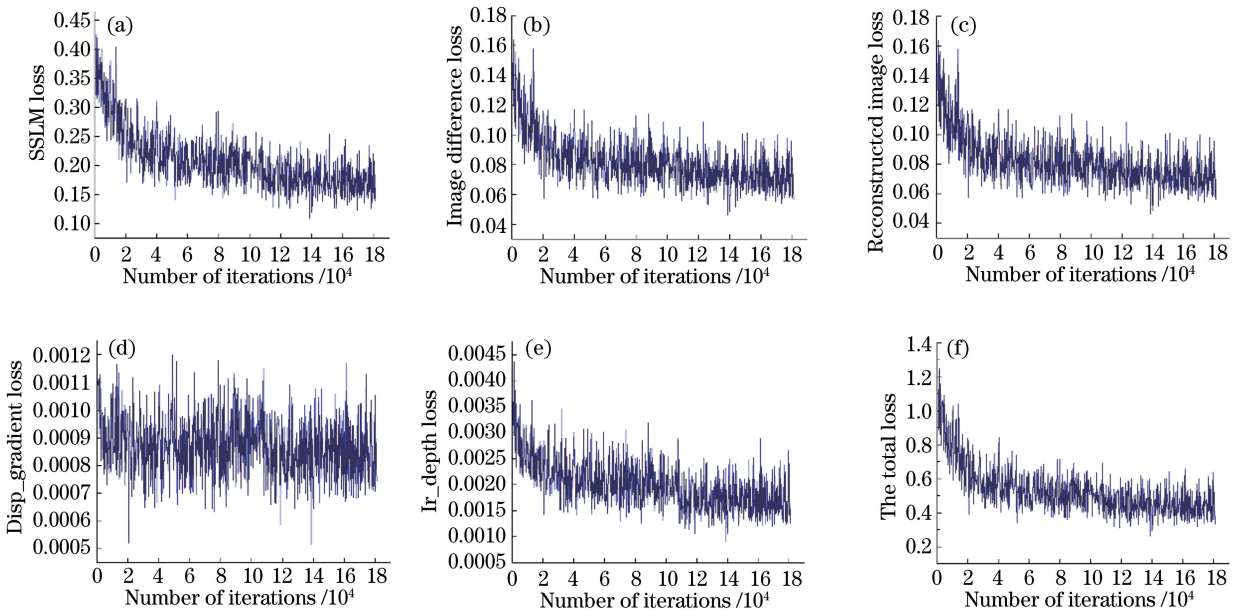 (a)
SSLM loss
0.45
0.40
0.35
0.30
0.25
0.20
0.15
0.10
0 2 4 6 8 10 12 14 16 18
Number of iterations /10⁴
(b)
Image difference loss
0.18
0.16
0.14
0.12
0.10
0.08
0.06
0.04
0 2 4 6 8 10 12 14 16 18
Number of iterations /10⁴
(c)
Rcconstructcd image loss
0.18
0.16
0.14
0.12
0.10
0.08
0.06
0.04
0 2 4 6 8 10 12 14 16 18
Number of iterations /10⁴
(d)
Disp_gradient loss
0.0012
0.0011
0.0010
0.0009
0.0008
0.0007
0.0006
0.0005
0 2 4 6 8 10 12 14 16 18
Number of iterations /10⁴
(e)
Ir_depth loss
0.0045
0.0004
0.0035
0.0003
0.0025
0.0020
0.0015
0.0001
0.0005
0 2 4 6 8 10 12 14 16 18
Number of iterations /10⁴
(f)
The total loss
1.4
1.2
1.0
0.8
0.6
0.4
0.2
0 2 4 6 8 10 12 14 16 18
Number of iterations /10⁴